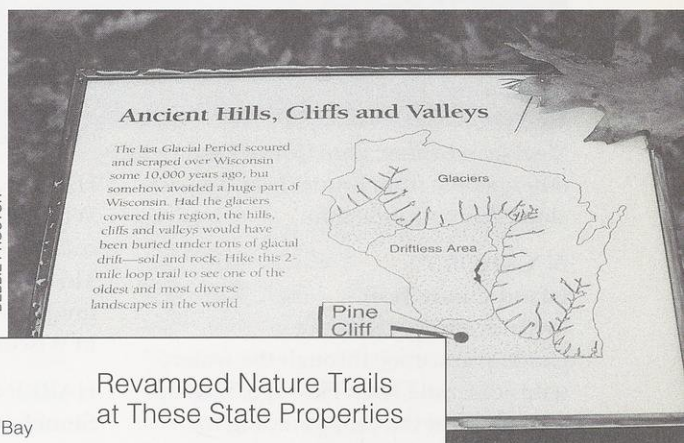 Ancient Hills, Cliffs and Valleys
The last Glacial Period scoured
and scraped over Wisconsin
some 10,000 years ago, but
somehow avoided a huge part of
Wisconsin. Had the glaciers
covered this region, the hills,
cliffs and valleys would have
been buried under tons of glacial
drift—soil and rock. Hike this 2-
mile loop trail to see one of the
oldest and most diverse
landscapes in the world
Glaciers
Driftless Area
Pine
Cliff
Revamped Nature Trails
at These State Properties
Bay